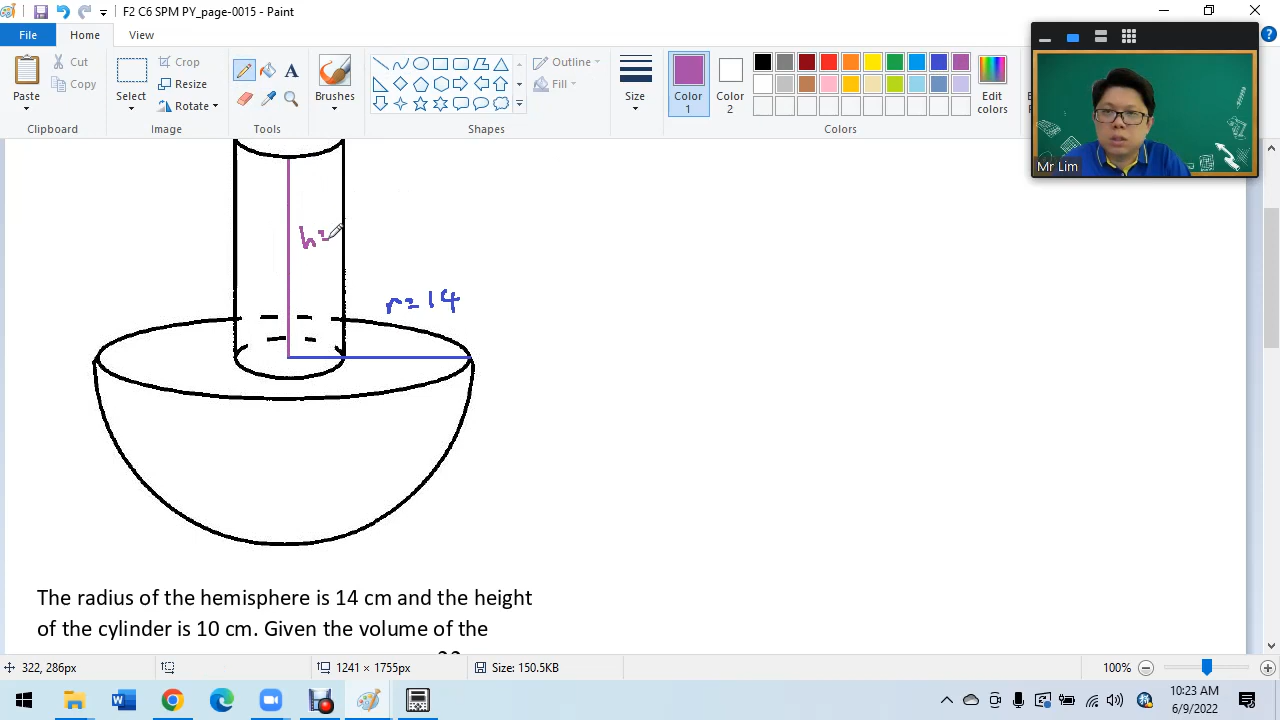 F2 C6 SPM PY_page-0015 - Paint
File
Home
View
Paste
Cut
Copy
Clipboard
Select
Crop
Resize
Rotate
Image
A
Tools
Brushes
Outline
Fill
Shapes
Size
Color 1
Color 2
Edit colors
Colors
Mr Lim
h=
r=14
The radius of the hemisphere is 14 cm and the height
of the cylinder is 10 cm. Given the volume of the
322, 286px
1241 × 1755px
Size: 150.5KB
100%
10:23 AM
6/9/2022